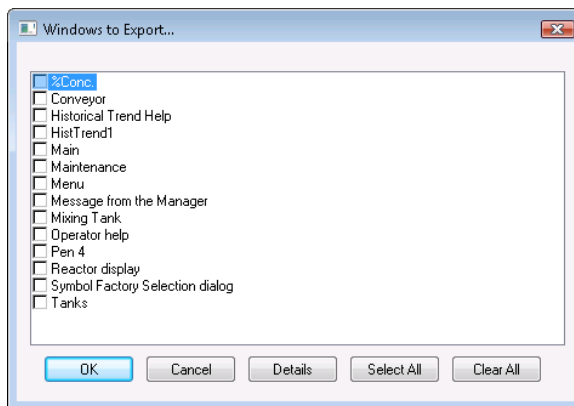 Windows to Export...
%Conc.
Conveyor
Historical Trend Help
HistTrend1
Main
Maintenance
Menu
Message from the Manager
Mixing Tank
Operator help
Pen 4
Reactor display
Symbol Factory Selection dialog
Tanks
OK Cancel Details Select All Clear All